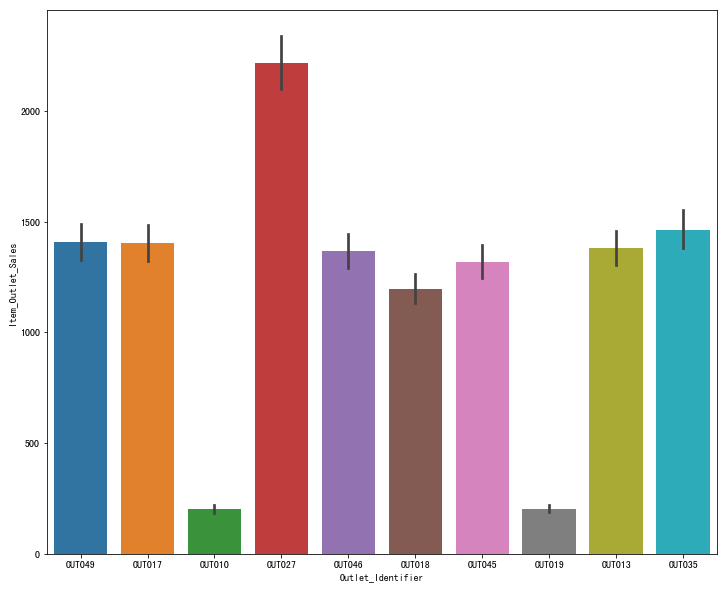 Item_Outlet_Sales
2000
1500
1000
500
0
OUT049 OUT017 OUT010 OUT027 OUT046 OUT018 OUT045 OUT019 OUT013 OUT035
Outlet_Identifier